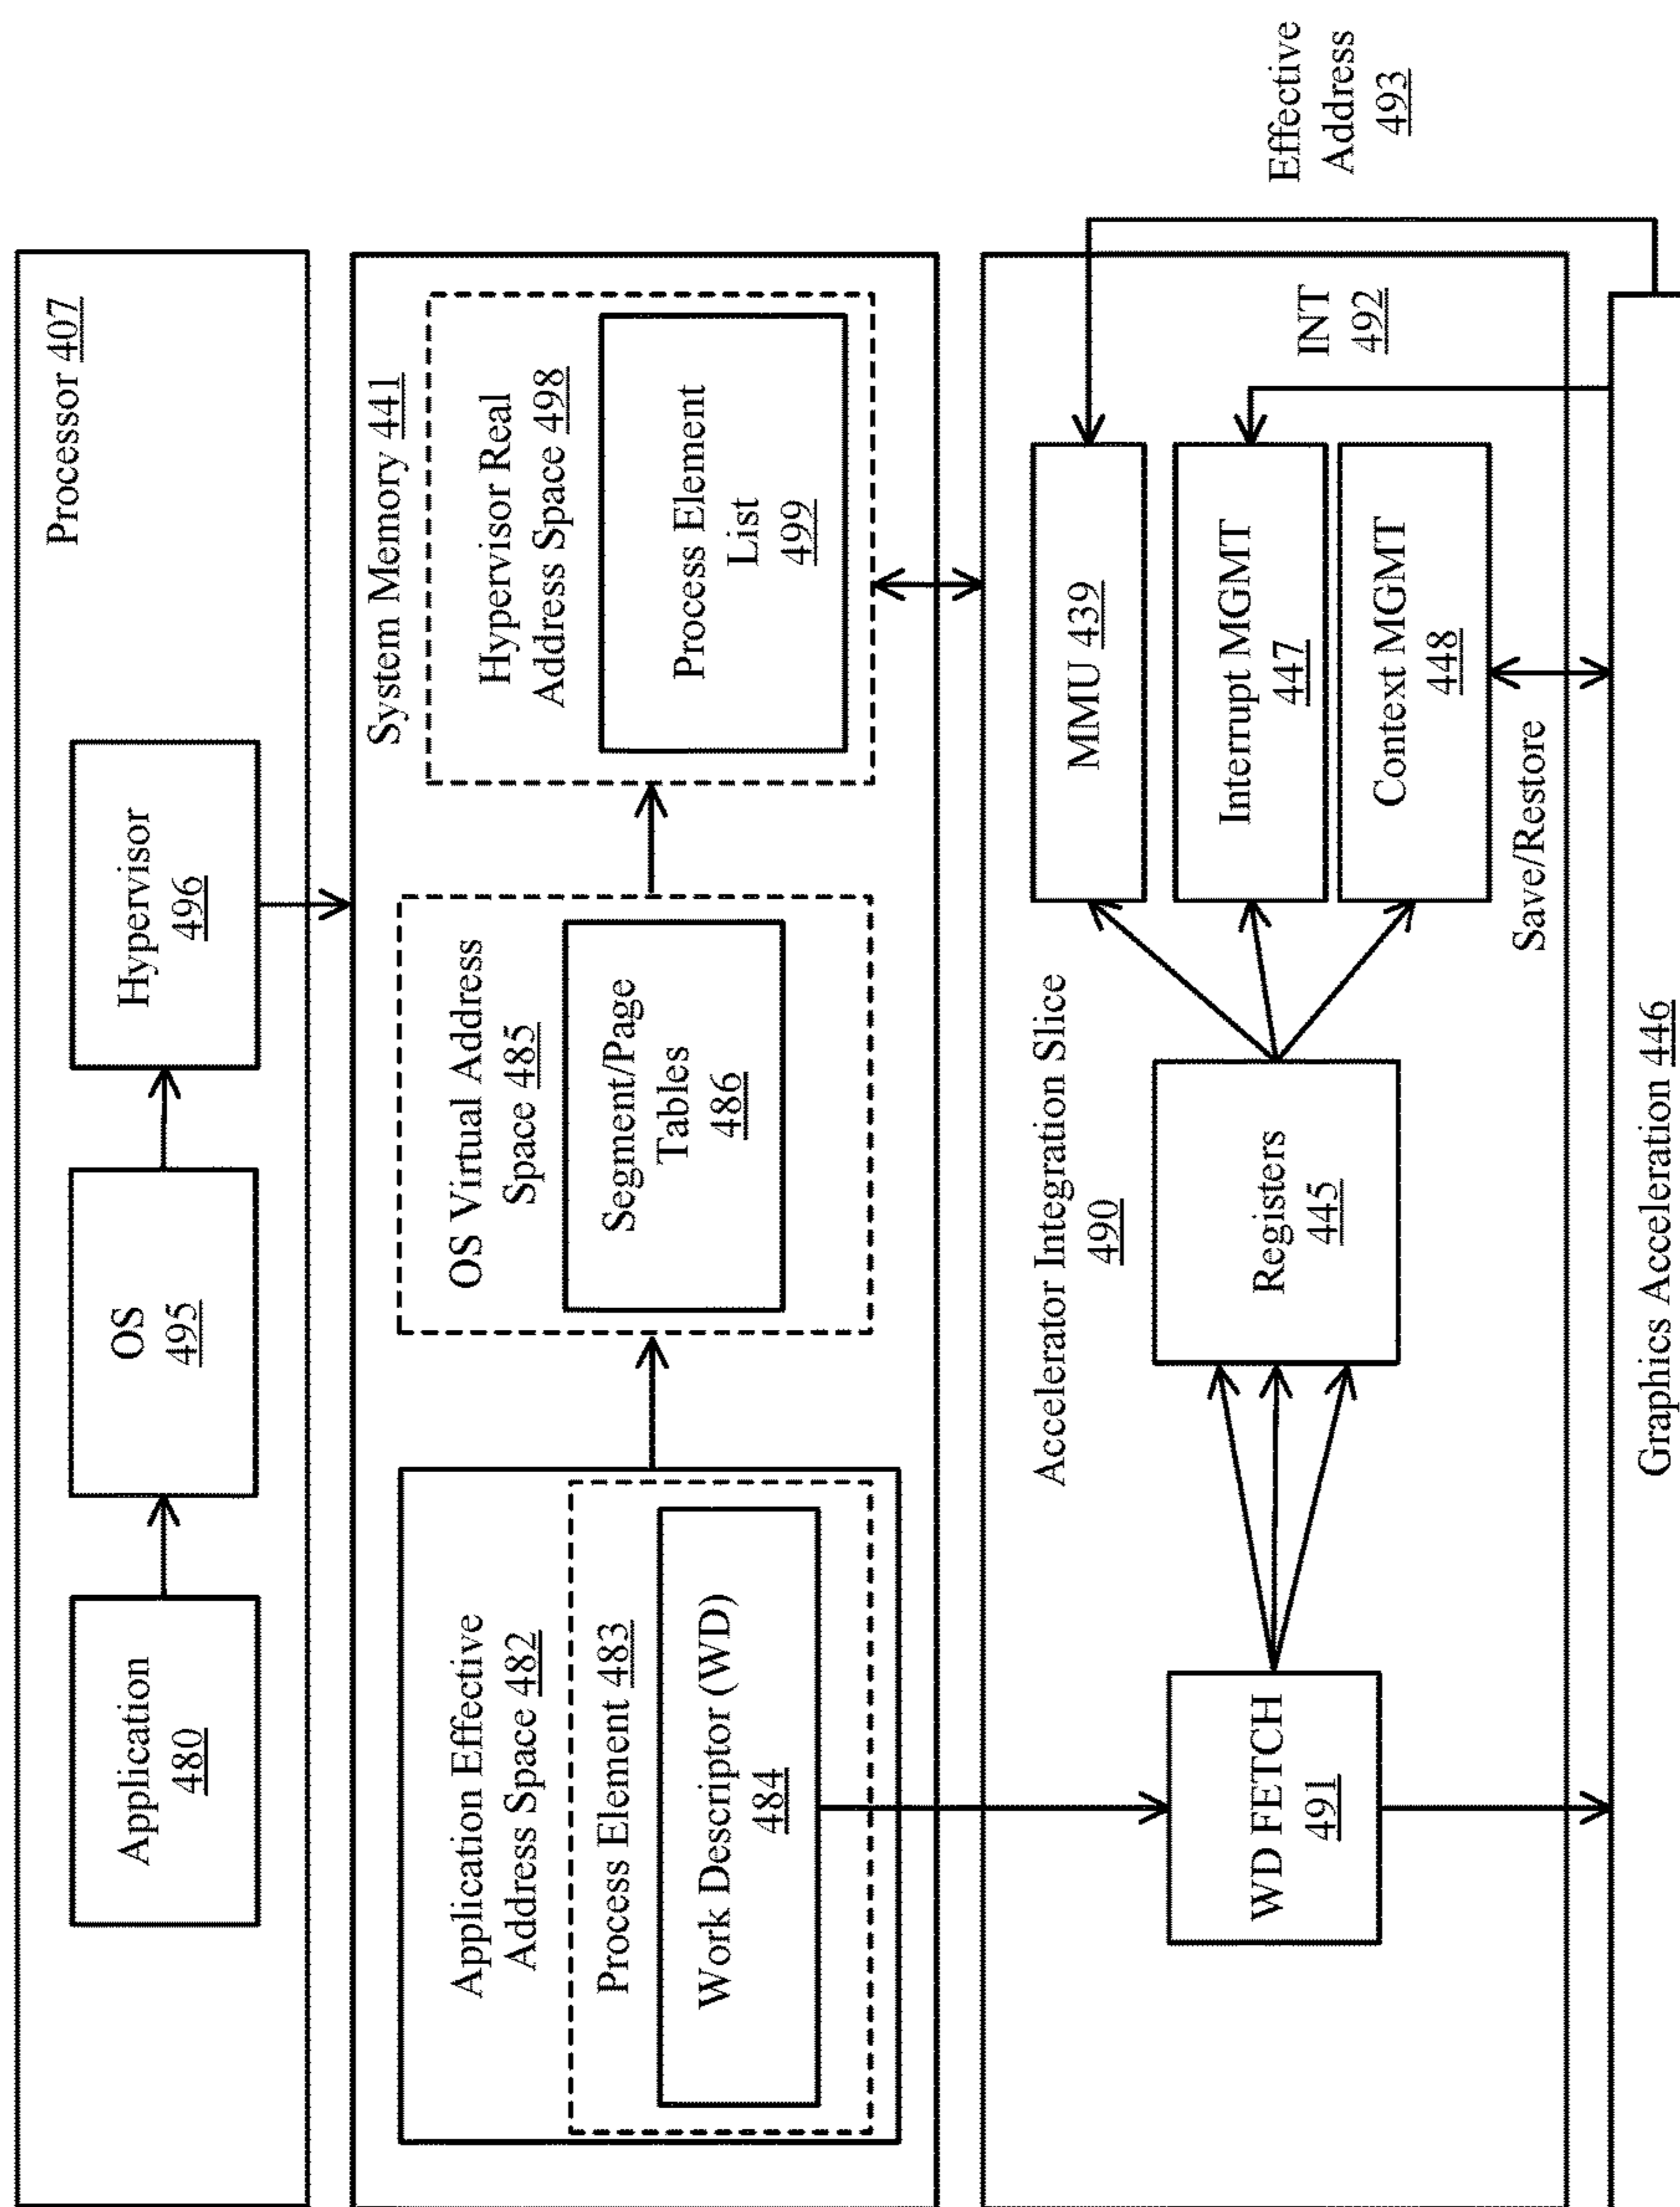 Processor 407
Application
480
OS
495
Hypervisor
496
System Memory 441
Application Effective
Address Space 482
Process Element 483
Work Descriptor (WD)
484
OS Virtual Address
Space 485
Segment/Page
Tables
486
Hypervisor Real
Address Space 498
Process Element
List
499
Accelerator Integration Slice
490
WD FETCH
491
Registers
445
MMU 439
Interrupt MGMT
447
Context MGMT
448
INT
492
Effective
Address
493
Save/Restore
Graphics Acceleration 446